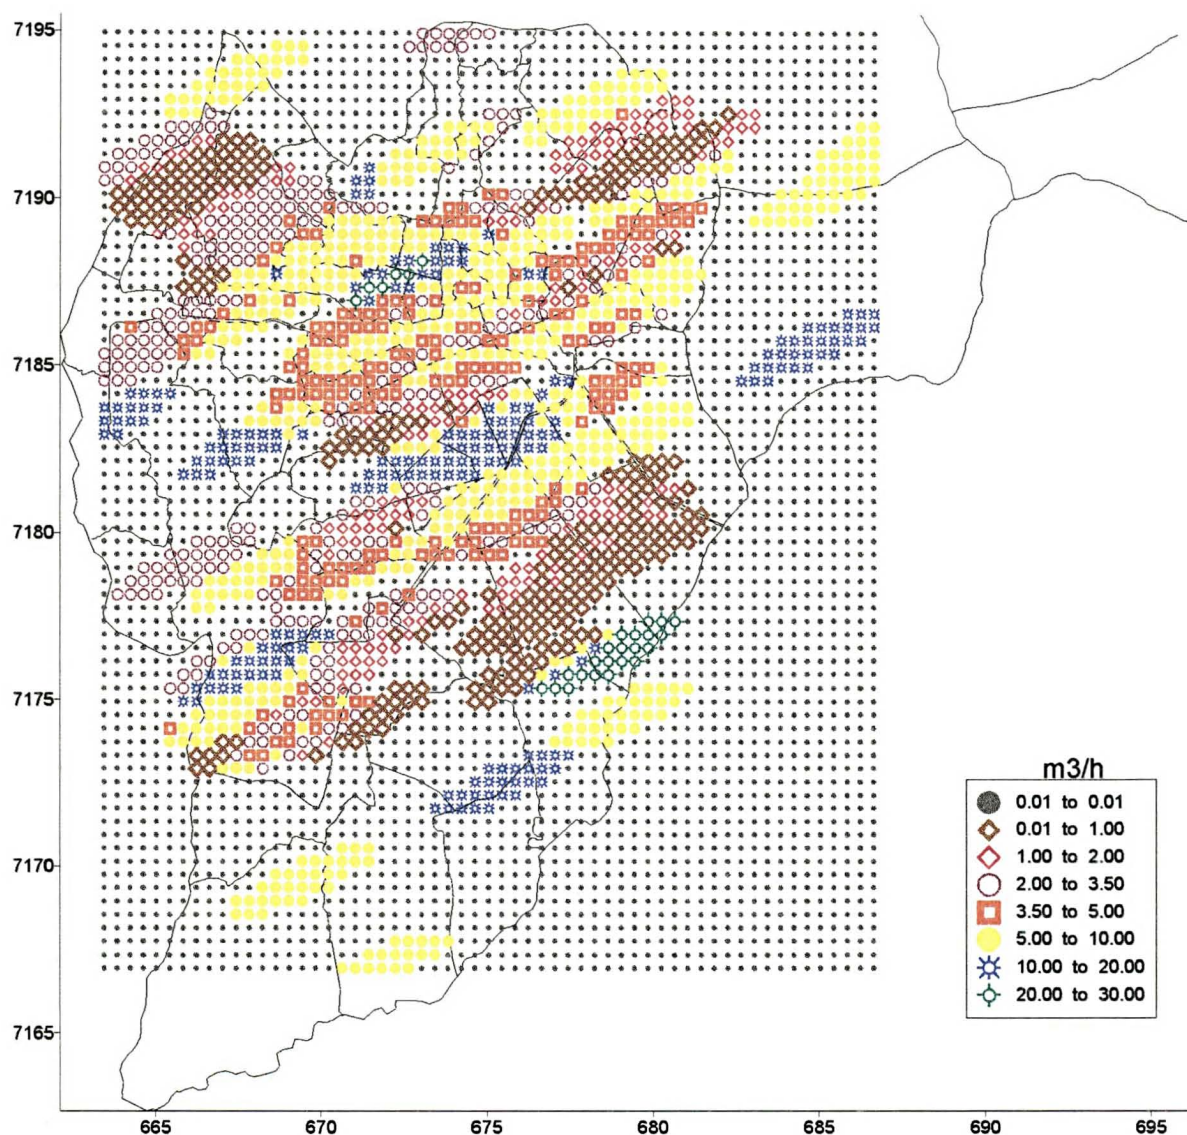 7195
7190
7185
7180
7175
7170
7165
m3/h
0.01 to 0.01
0.01 to 1.00
1.00 to 2.00
2.00 to 3.50
3.50 to 5.00
5.00 to 10.00
10.00 to 20.00
20.00 to 30.00
665 670 675 680 685 690 695